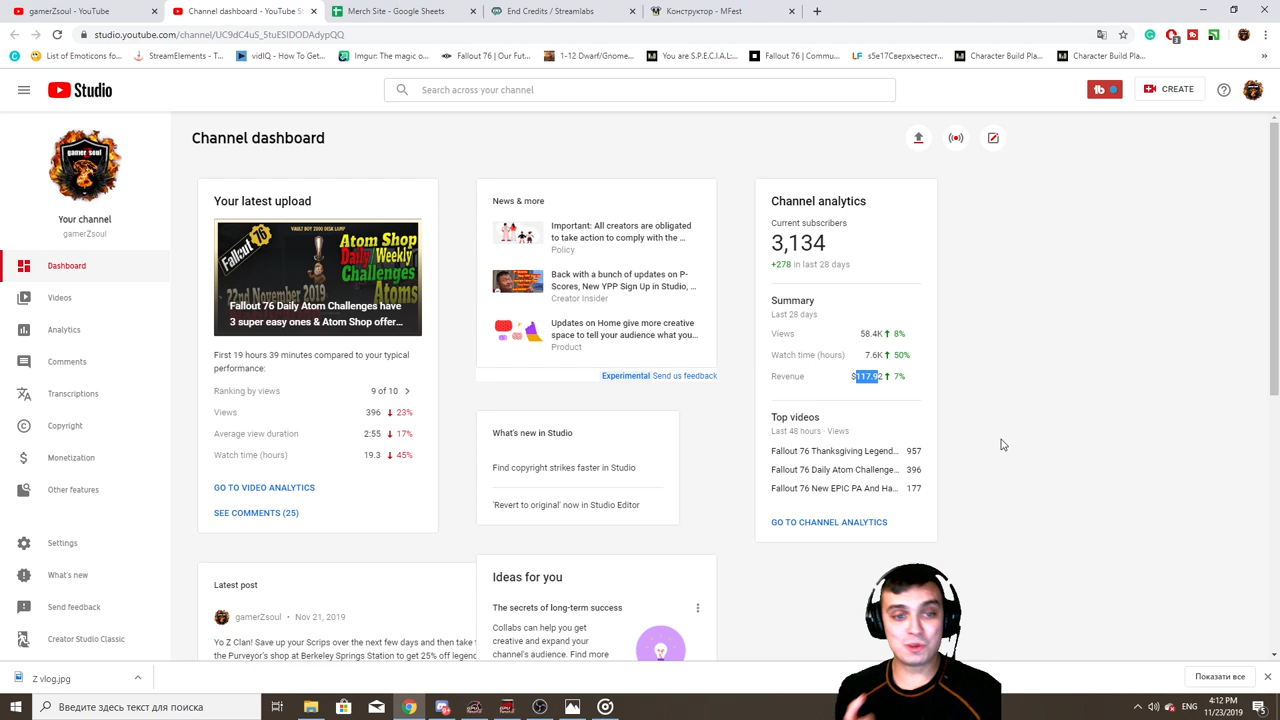 gamerZsoul - YouTube
Channel dashboard - YouTube S
Merch Site - Google Sheets
End Credits / Streamlabs
Конструктор - MFest
studio.youtube.com/channel/UC9dC4uS_5tuESIDODAdypQQ
List of Emotions fo...
StreamElements - T...
vidIQ – How To Get...
Imgur: The magic o...
Fallout 76 | Our Fut...
1-12 Dwarf/Gnome...
You are S.P.E.C.I.A.L:...
Fallout 76 | Commu...
s5e17Сверхъестест...
Character Build Pla...
Character Build Pla...
Studio
Search across your channel
CREATE
Your channel
gamerZsoul
Dashboard
Videos
Analytics
Comments
Transcriptions
Copyright
Monetization
Other features
Settings
What's new
Send feedback
Creator Studio Classic
Channel dashboard
Your latest upload
Fallout 76
VAULT BOY 2000 DESK LAMP
Atom Shop
Daily/Weekly
Challenges
22nd November 2019
Atoms
Fallout 76 Daily Atom Challenges have
3 super easy ones & Atom Shop offer...
First 19 hours 39 minutes compared to your typical
performance:
Ranking by views 9 of 10
Views 396 23%
Average view duration 2:55 17%
Watch time (hours) 19.3 45%
GO TO VIDEO ANALYTICS
SEE COMMENTS (25)
Latest post
gamerZsoul • Nov 21, 2019
Yo Z Clan! Save up your Scrips over the next few days and then take t
the Purveyor's shop at Berkeley Springs Station to get 25% off legend
News & more
Important: All creators are obligated
to take action to comply with the ...
Policy
Back with a bunch of updates on P-
Scores, New YPP Sign Up in Studio, ...
Creator Insider
Updates on Home give more creative
space to tell your audience what you...
Product
Experimental Send us feedback
What's new in Studio
Find copyright strikes faster in Studio
'Revert to original' now in Studio Editor
Ideas for you
The secrets of long-term success
Collabs can help you get
creative and expand your
channel's audience. Find more
Channel analytics
Current subscribers
3,134
+278 in last 28 days
Summary
Last 28 days
Views 58.4K 8%
Watch time (hours) 7.6K 50%
Revenue $117.92 7%
Top videos
Last 48 hours · Views
Fallout 76 Thanksgiving Legend... 957
Fallout 76 Daily Atom Challenge... 396
Fallout 76 New EPIC PA And Ha... 177
GO TO CHANNEL ANALYTICS
Z vlog.jpg
Показати все
Введите здесь текст для поиска
ENG
4:12 PM
11/23/2019